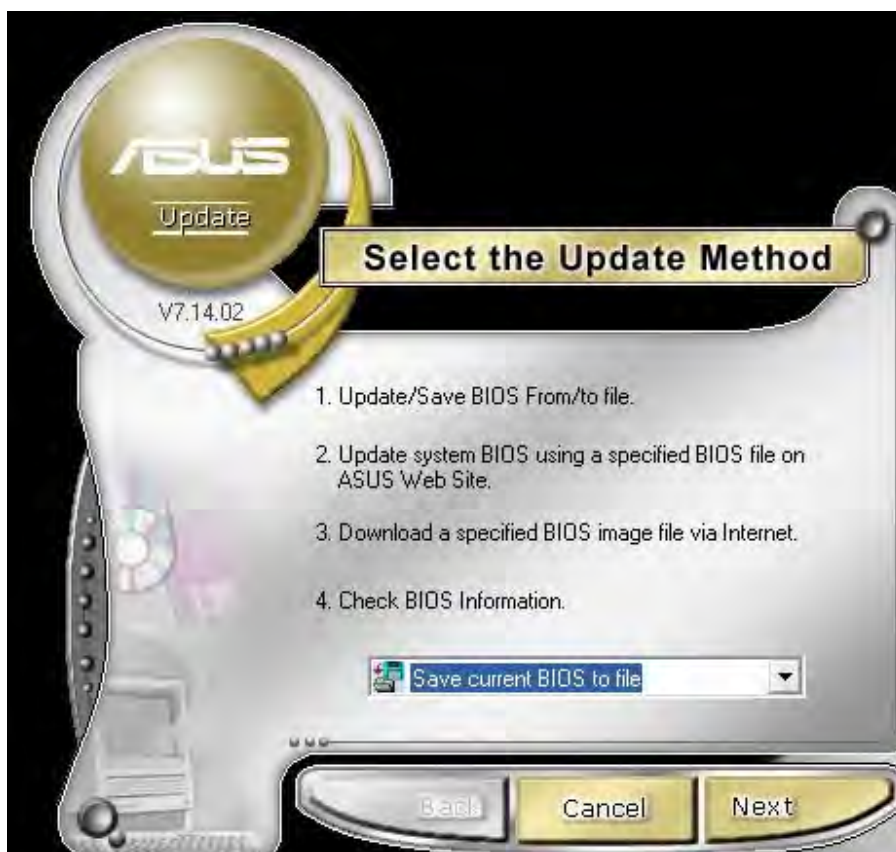 ASUS
Update
V7.14.02
Select the Update Method
1. Update/Save BIOS From/to file.
2. Update system BIOS using a specified BIOS file on
ASUS Web Site.
3. Download a specified BIOS image file via Internet.
4. Check BIOS Information.
Save current BIOS to file
Back
Cancel
Next